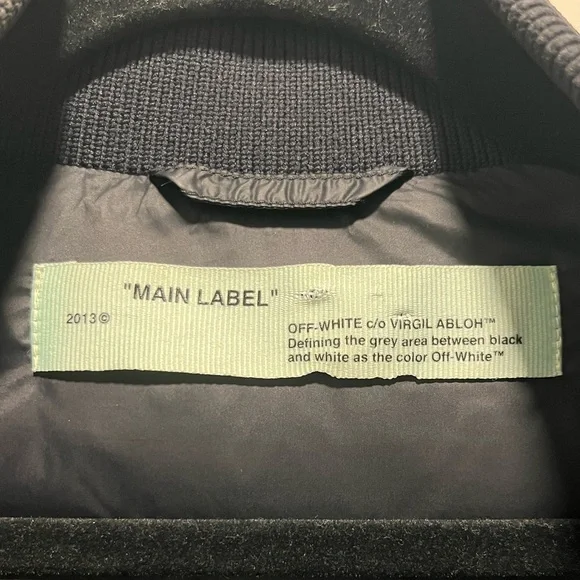 "MAIN LABEL"
2013©
OFF-WHITE c/o VIRGIL ABLOH™
Defining the grey area between black
and white as the color Off-White™